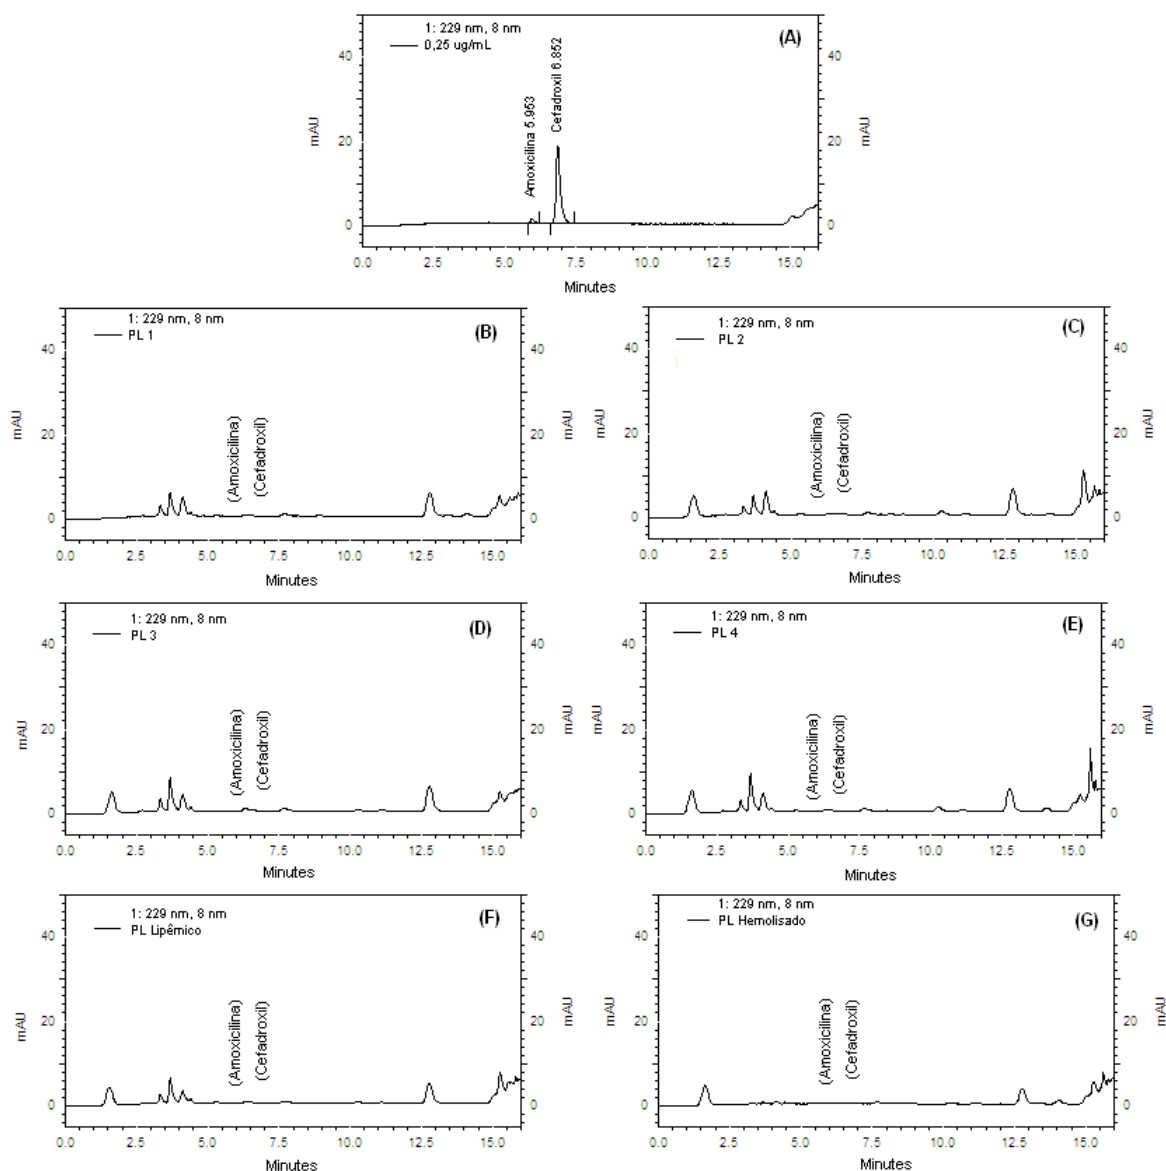 1: 229 nm, 8 nm
0,25 ug/mL
(A)
Amoxicilina 5.953
Cefadroxil 6.852
mAU
40
20
0
40
20
0
mAU
0.0 2.5 5.0 7.5 10.0 12.5 15.0
Minutes
1: 229 nm, 8 nm
PL 1
(B)
(Amoxicilina)
(Cefadroxil)
mAU
40
20
0
40
20
0
mAU
0.0 2.5 5.0 7.5 10.0 12.5 15.0
Minutes
1: 229 nm, 8 nm
PL 2
(C)
(Amoxicilina)
(Cefadroxil)
mAU
40
20
0
40
20
0
mAU
0.0 2.5 5.0 7.5 10.0 12.5 15.0
Minutes
1: 229 nm, 8 nm
PL 3
(D)
(Amoxicilina)
(Cefadroxil)
mAU
40
20
0
40
20
0
mAU
0.0 2.5 5.0 7.5 10.0 12.5 15.0
Minutes
1: 229 nm, 8 nm
PL 4
(E)
(Amoxicilina)
(Cefadroxil)
mAU
40
20
0
40
20
0
mAU
0.0 2.5 5.0 7.5 10.0 12.5 15.0
Minutes
1: 229 nm, 8 nm
PL Lipêmico
(F)
(Amoxicilina)
(Cefadroxil)
mAU
40
20
0
40
20
0
mAU
0.0 2.5 5.0 7.5 10.0 12.5 15.0
Minutes
1: 229 nm, 8 nm
PL Hemolisado
(G)
(Amoxicilina)
(Cefadroxil)
mAU
40
20
0
40
20
0
mAU
0.0 2.5 5.0 7.5 10.0 12.5 15.0
Minutes